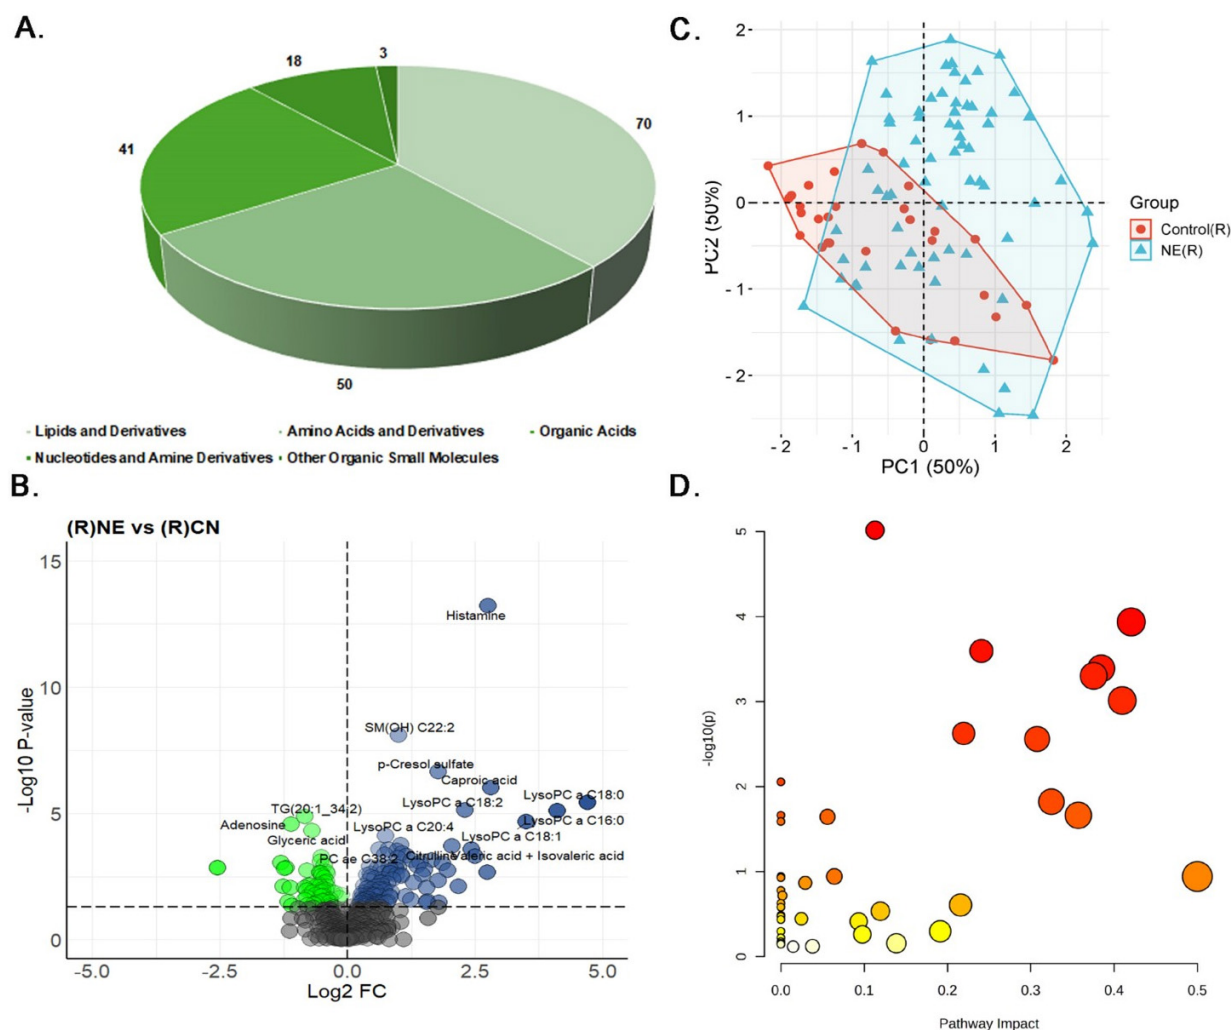 A.
18
3
70
41
50
Lipids and Derivatives
Amino Acids and Derivatives
Organic Acids
Nucleotides and Amine Derivatives
Other Organic Small Molecules
B.
(R)NE vs (R)CN
15
10
5
0
-Log10 P-value
Histamine
SM(OH) C22:2
p-Cresol sulfate
Caproic acid
LysoPC a C18:0
LysoPC a C18:2
TG(20:1_34:2)
LysoPC a C16:0
Adenosine
LysoPC a C20:4
LysoPC a C18:1
Glyceric acid
PC ae C38:2
Citrulline
Valeric acid + Isovaleric acid
-5.0
-2.5
0.0
2.5
5.0
Log2 FC
C.
2
1
0
- 1
- 2
PC2 (50%)
- 2
-1
0
1
2
PC1 (50%)
Group
Control(R)
NE(R)
D.
5
4
3
2
1
0
-log10(p)
0.0
0.1
0.2
0.3
0.4
0.5
Pathway Impact